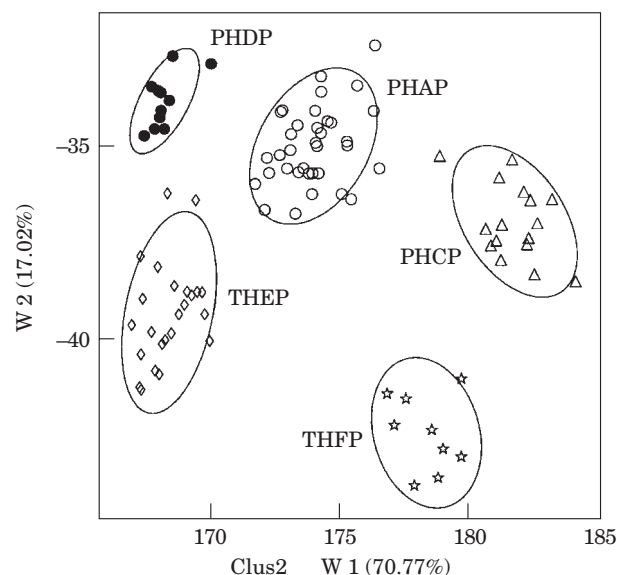 PHDP
PHAP
−35
PHCP
W 2 (17.02%)
THEP
−40
THFP
170
175
180
185
Clus2 W 1 (70.77%)